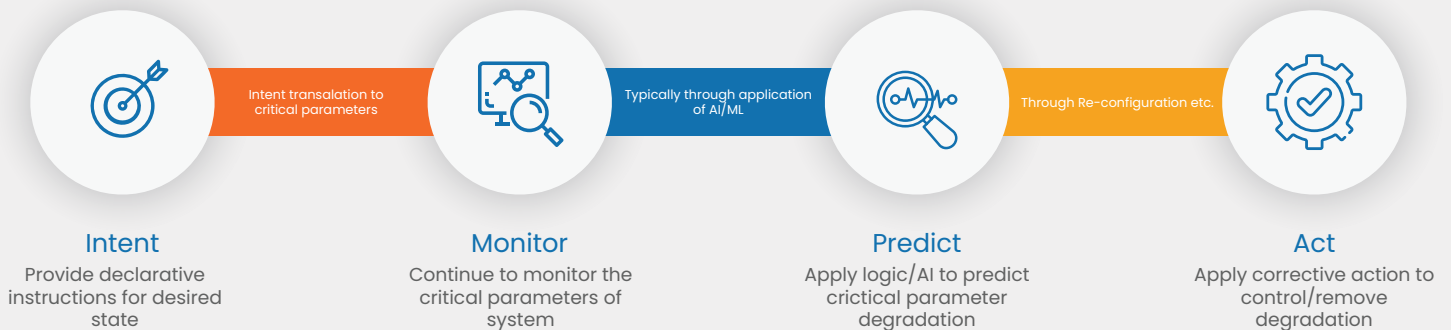 Intent transalation to
critical parameters
Typically through application
of AI/ML
Through Re-configuration etc.
Intent
Provide declarative
instructions for desired
state
Monitor
Continue to monitor the
critical parameters of
system
Predict
Apply logic/AI to predict
crictical parameter
degradation
Act
Apply corrective action to
control/remove
degradation